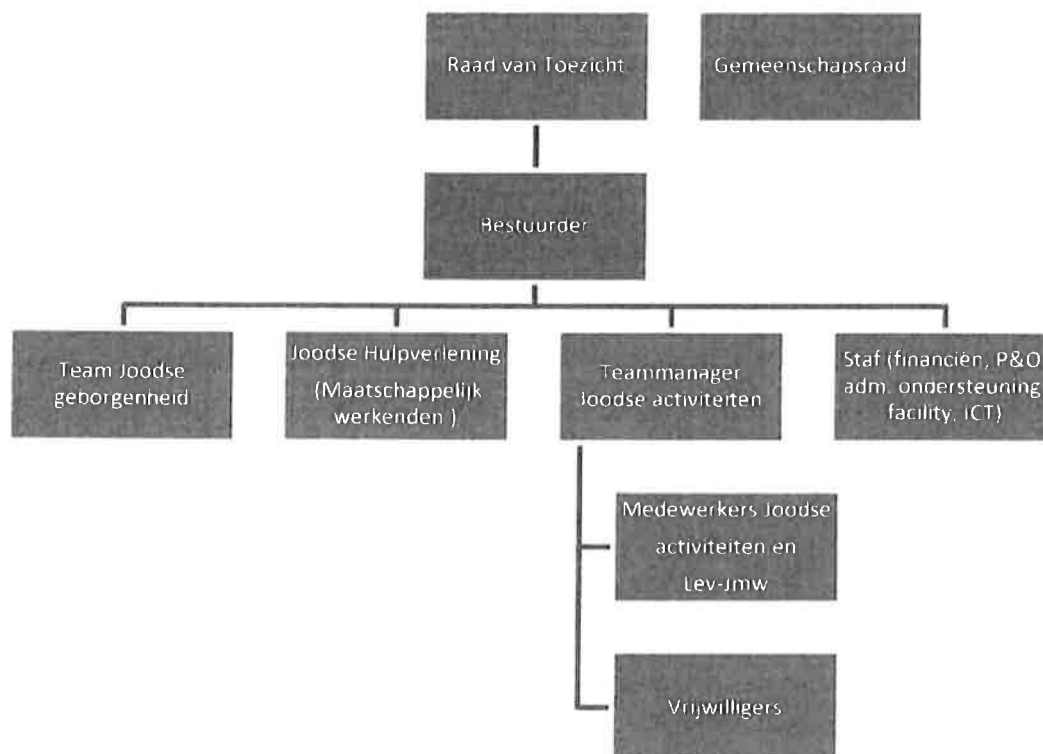 Raad van Toezicht
Gemeenschapsraad
Bestuurder
Team Joodse
geborgenheid
Joodse Hulpverlening
(Maatschappelijk
werkenden )
Teammanager
Joodse activiteiten
Staf (financiën, P&O
adm. ondersteuning
facility, ICT)
Medewerkers Joodse
activiteiten en
Lev-Jmw
Vrijwilligers